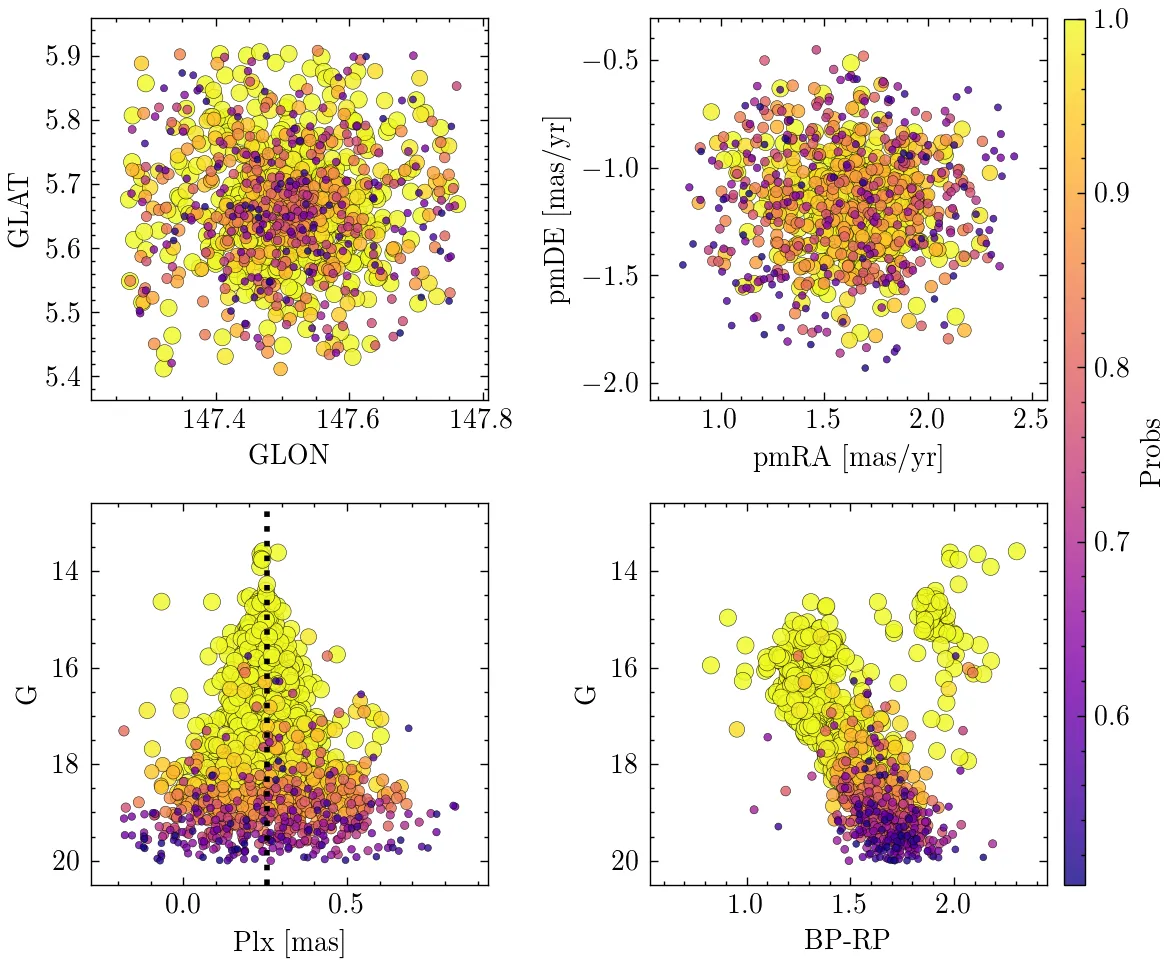 5.9
5.8
5.7
5.6
5.5
5.4
GLAT
147.4 147.6 147.8
GLON
−0.5
−1.0
−1.5
−2.0
pmDE [mas/yr]
1.0 1.5 2.0 2.5
pmRA [mas/yr]
14
16
18
20
G
0.0 0.5
Plx [mas]
14
16
18
20
G
1.0 1.5 2.0
BP-RP
1.0
0.9
0.8
0.7
0.6
Probs